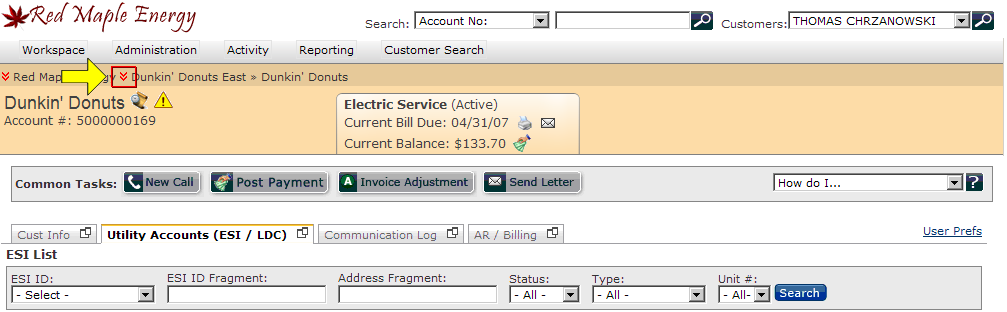 Red Maple Energy
Search: Account No: Customers: THOMAS CHRZANOWSKI
Workspace Administration Activity Reporting Customer Search
Red Map gy Dunkin' Donuts East » Dunkin' Donuts
Dunkin' Donuts
Account #: 5000000169
Electric Service (Active)
Current Bill Due: 04/31/07
Current Balance: $133.70
Common Tasks: New Call Post Payment A Invoice Adjustment Send Letter How do I... ?
Cust Info Utility Accounts (ESI / LDC) Communication Log AR / Billing User Prefs
ESI List
ESI ID: ESI ID Fragment: Address Fragment: Status: Type: Unit #:
- Select - - All - - All - - All- Search